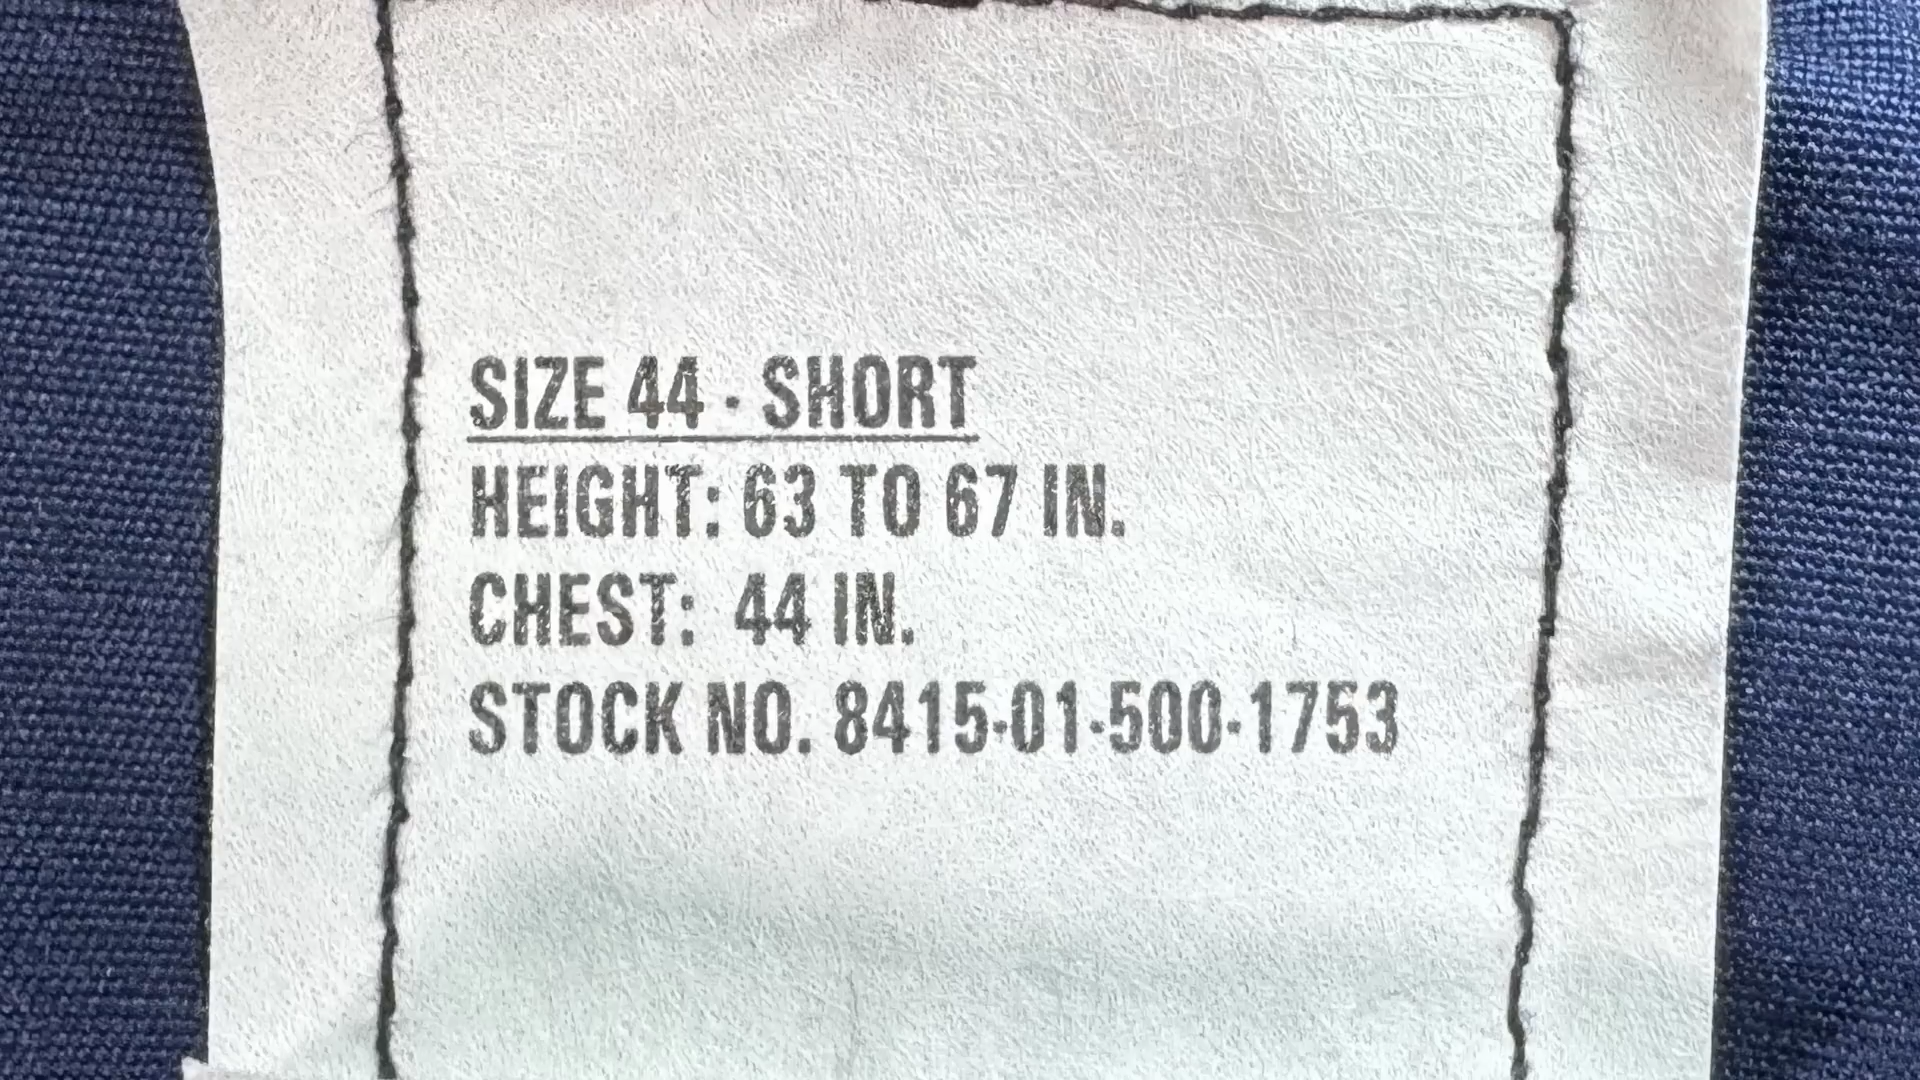 SIZE 44 - SHORT
HEIGHT: 63 TO 67 IN.
CHEST: 44 IN.
STOCK NO. 8415-01-500-1753